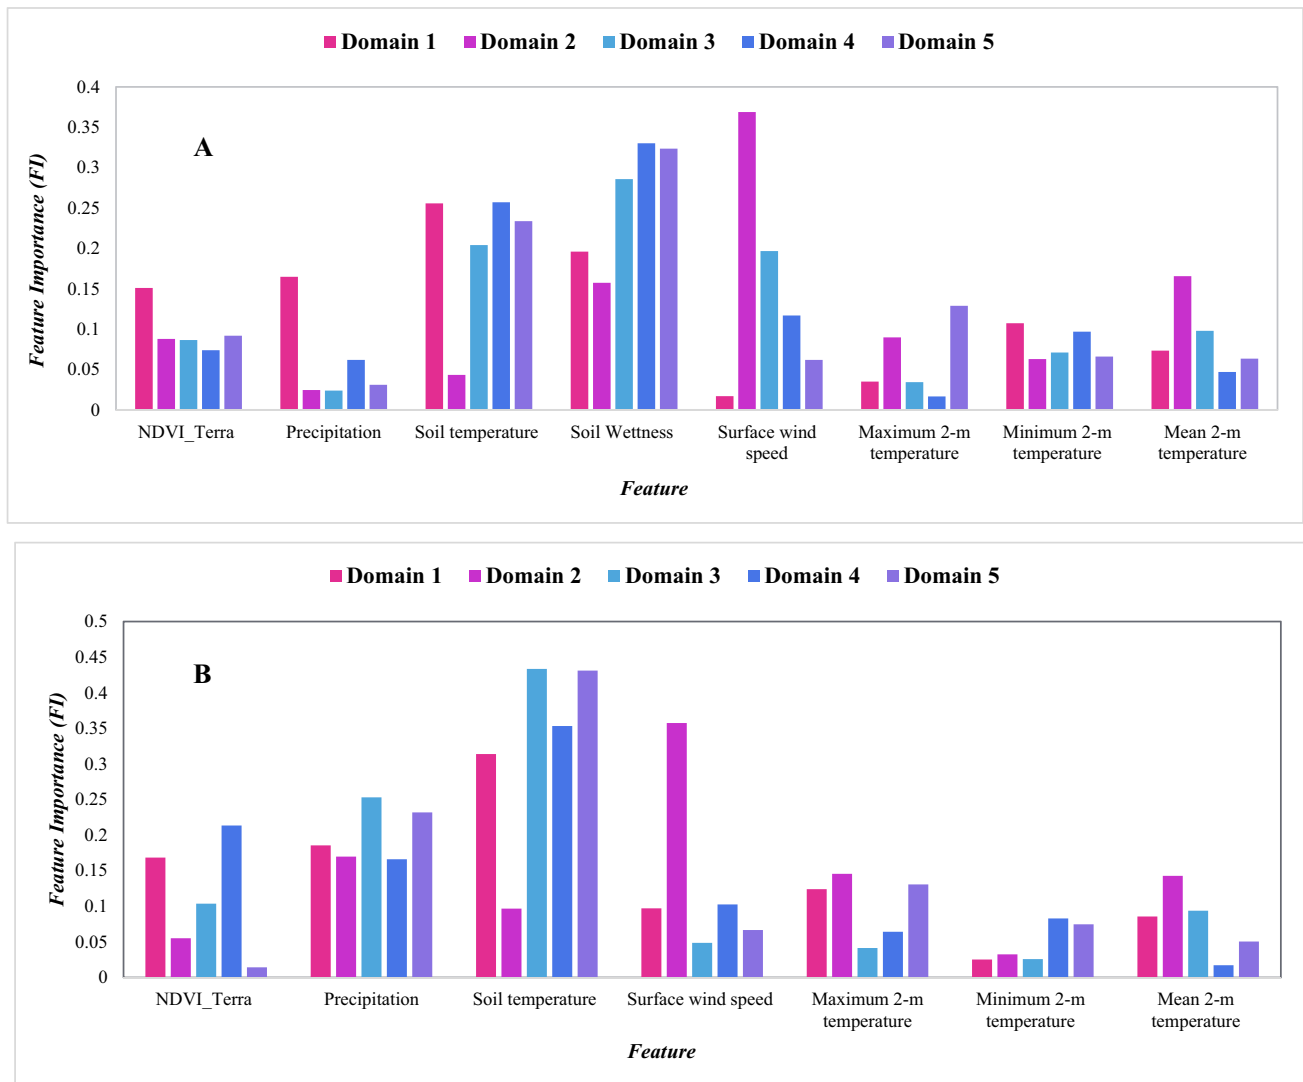 Domain 1 Domain 2 Domain 3 Domain 4 Domain 5
A
Feature Importance (FI)
0.4
0.35
0.3
0.25
0.2
0.15
0.1
0.05
0
NDVI_Terra Precipitation Soil temperature Soil Wettness Surface wind speed Maximum 2-m temperature Minimum 2-m temperature Mean 2-m temperature
Feature
Domain 1 Domain 2 Domain 3 Domain 4 Domain 5
B
Feature Importance (FI)
0.5
0.45
0.4
0.35
0.3
0.25
0.2
0.15
0.1
0.05
0
NDVI_Terra Precipitation Soil temperature Surface wind speed Maximum 2-m temperature Minimum 2-m temperature Mean 2-m temperature
Feature